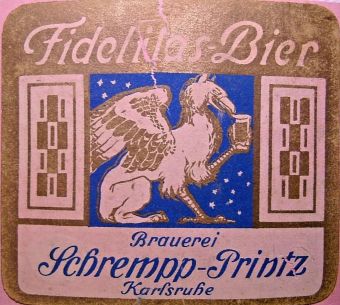 Fidelitas-Bier
Brauerei
Schrempp-Printz
Karlsruhe